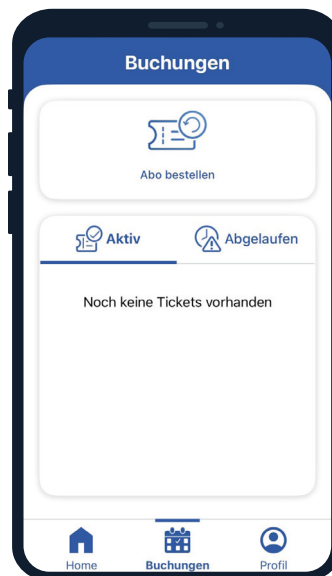 Buchungen
Abo bestellen
Aktiv
Abgelaufen
Noch keine Tickets vorhanden
Home
Buchungen
Profil